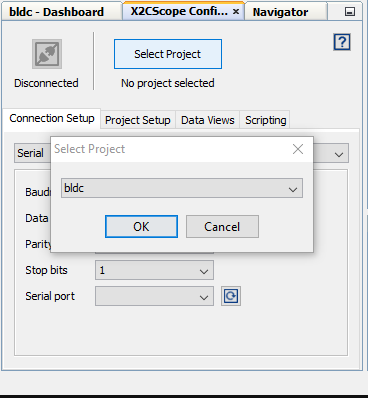 bldc - Dashboard X2CScope Confi... × Navigator
?
Select Project
Disconnected No project selected
Connection Setup Project Setup Data Views Scripting
Serial
Select Project
bldc
OK Cancel
Baud
Data
Parity
Stop bits 1
Serial port